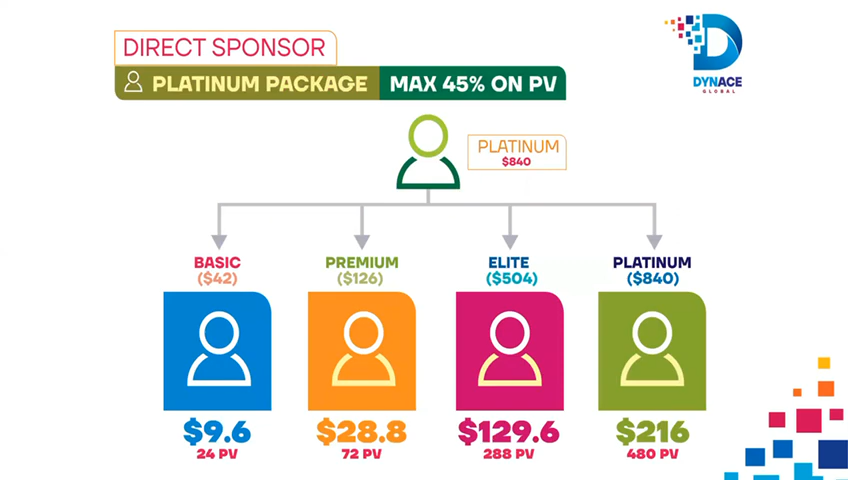 DIRECT SPONSOR
PLATINUM PACKAGE MAX 45% ON PV
DYNACE
GLOBAL
PLATINUM
$840
BASIC PREMIUM ELITE PLATINUM
($42) ($126) ($504) ($840)
$9.6 $28.8 $129.6 $216
24 PV 72 PV 288 PV 480 PV